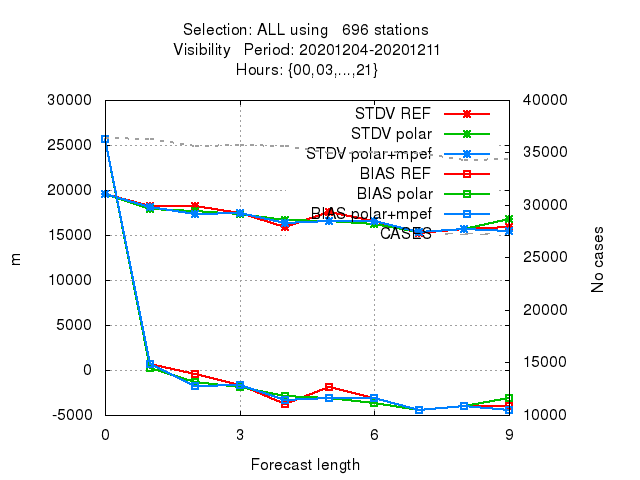 Selection: ALL using   696 stations
Visibility   Period: 20201204-20201211
Hours: {00,03,...,21}
30000
25000
20000
15000
10000
5000
0
-5000
m
40000
35000
30000
25000
20000
15000
10000
No cases
STDV REF
STDV polar
STDV polar+mpef
BIAS REF
BIAS polar
BIAS polar+mpef
CASES
0 3 6 9
Forecast length